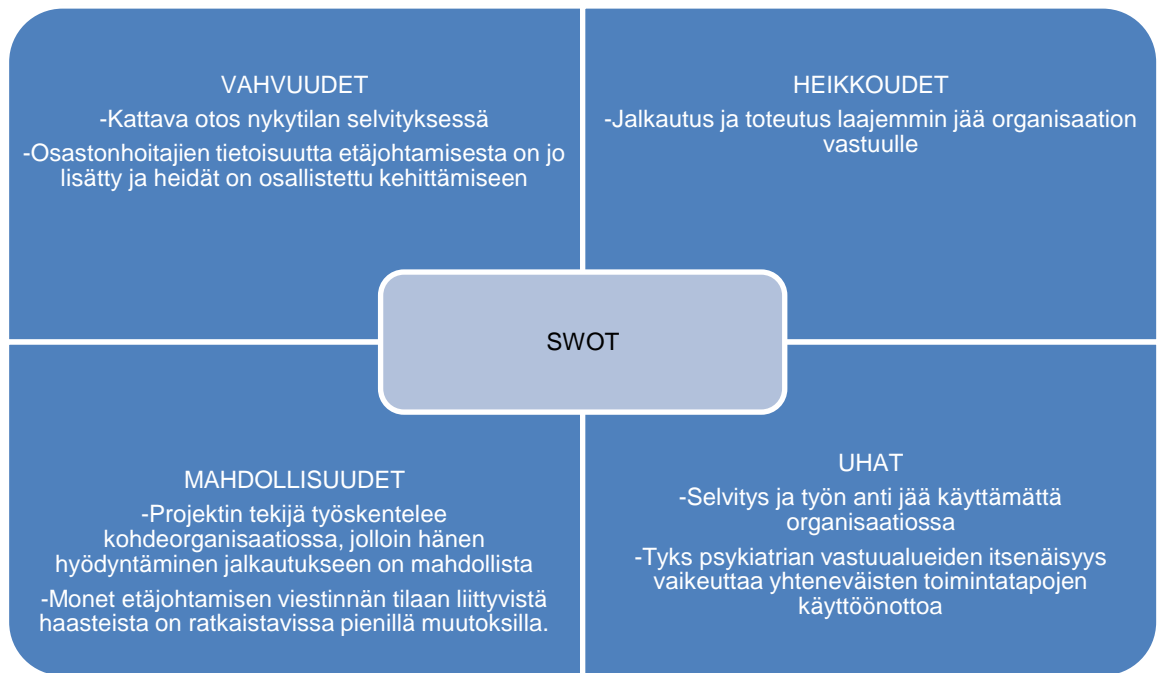 VAHVUUDET
-Kattava otos nykytilan selvityksessä
-Osastonhoitajien tietoisuutta etäjohtamisesta on jo
lisätty ja heidät on osallistettu kehittämiseen
HEIKKOUDET
-Jalkautus ja toteutus laajemmin jää organisaation
vastuulle
SWOT
MAHDOLLISUUDET
-Projektin tekijä työskentelee
kohdeorganisaatiossa, jolloin hänen
hyödyntäminen jalkautukseen on mahdollista
-Monet etäjohtamisen viestinnän tilaan liittyvistä
haasteista on ratkaistavissa pienillä muutoksilla.
UHAT
-Selvitys ja työn anti jää käyttämättä
organisaatiossa
-Tyks psykiatrian vastuualueiden itsenäisyys
vaikeuttaa yhteneväisten toimintatapojen
käyttöönottoa